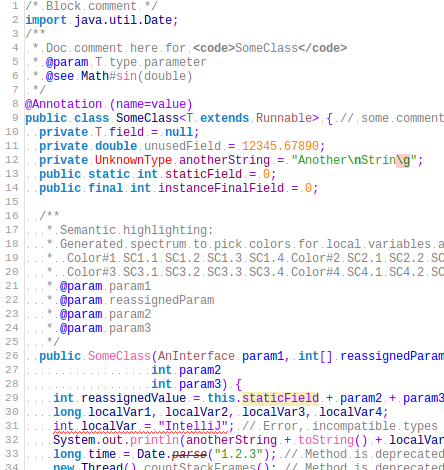 1 /* Block comment */
2 import java.util.Date;
3 /**
4  * Doc comment here for <code>SomeClass</code>
5  * @param T type parameter
6  * @see Math#sin(double)
7  */
8 @Annotation (name=value)
9 public class SomeClass<T extends Runnable> { // some comment
10   private T field = null;
11   private double unusedField = 12345.67890;
12   private UnknownType anotherString = "Another\nStrin\g";
13   public static int staticField = 0;
14   public final int instanceFinalField = 0;
15
16   /**
17    * Semantic highlighting:
18    * Generated spectrum to pick colors for local variables a
19    *  Color#1 SC1.1 SC1.2 SC1.3 SC1.4 Color#2 SC2.1 SC2.2 SC
20    *  Color#3 SC3.1 SC3.2 SC3.3 SC3.4 Color#4 SC4.1 SC4.2 SC
21    * @param param1
22    * @param reassignedParam
23    * @param param2
24    * @param param3
25    */
26   public SomeClass(AnInterface param1, int[] reassignedParam
27                   int param2
28                   int param3) {
29     int reassignedValue = this.staticField + param2 + param3
30     long localVar1, localVar2, localVar3, localVar4;
31     int localVar = "IntelliJ"; // Error, incompatible types
32     System.out.println(anotherString + toString() + localVar
33     long time = Date.parse("1.2.3"); // Method is deprecated
34     new Thread().countStackFrames(); // Method is deprecated